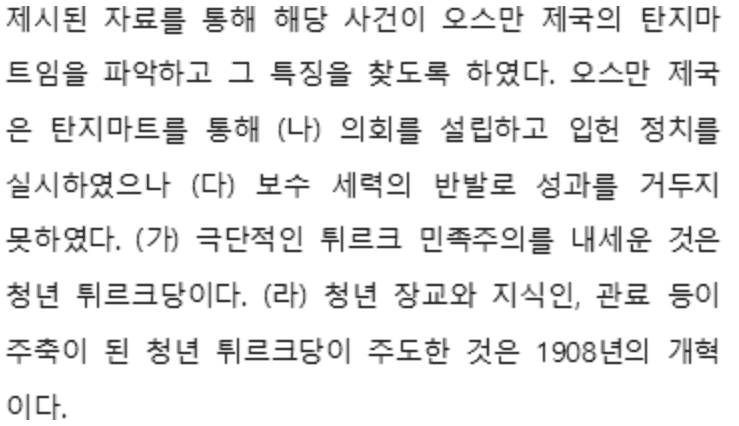 제시된 자료를 통해 해당 사건이 오스만 제국의 탄지마
트임을 파악하고 그 특징을 찾도록 하였다. 오스만 제국
은 탄지마트를 통해 (나) 의회를 설립하고 입헌 정치를
실시하였으나 (다) 보수 세력의 반발로 성과를 거두지
못하였다. (가) 극단적인 튀르크 민족주의를 내세운 것은
청년 튀르크당이다. (라) 청년 장교와 지식인, 관료 등이
주축이 된 청년 튀르크당이 주도한 것은 1908년의 개혁
이다.